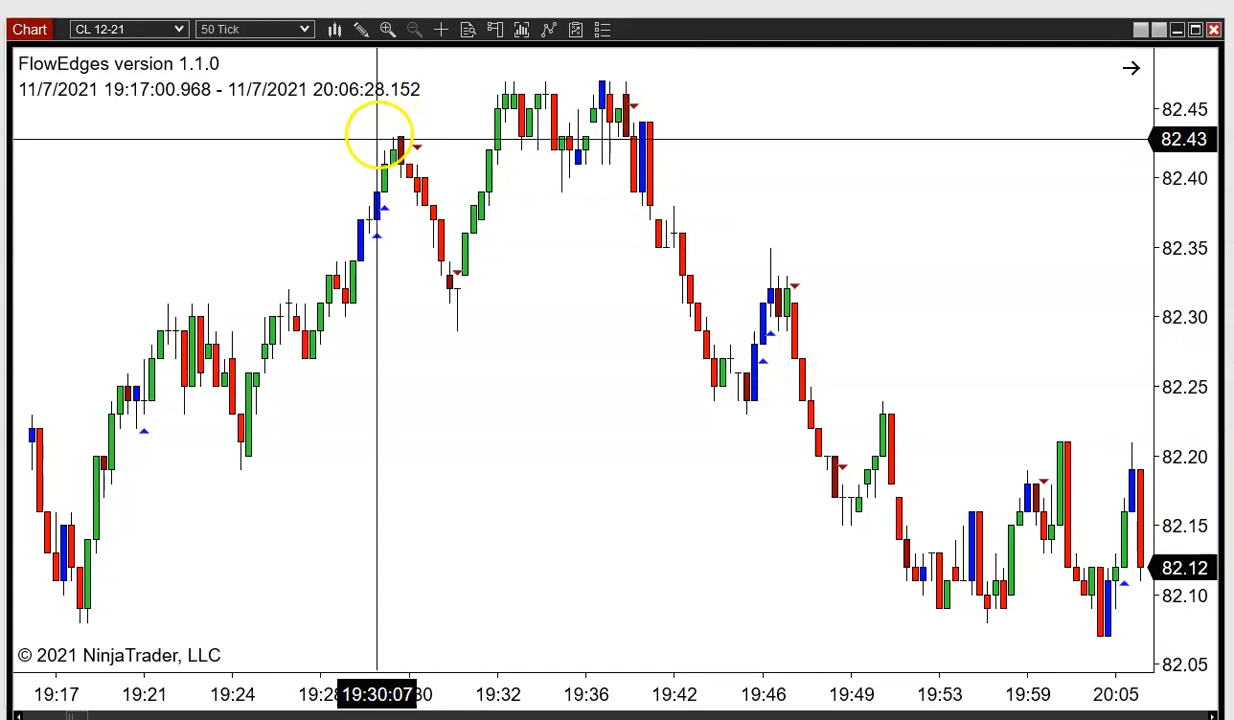 Chart CL 12-21 50 Tick
FlowEdges version 1.1.0
11/7/2021 19:17:00.968 - 11/7/2021 20:06:28.152
82.45
82.43
82.40
82.35
82.30
82.25
82.20
82.15
82.12
82.10
82.05
© 2021 NinjaTrader, LLC
19:17 19:21 19:24 19:28 19:30:07 30 19:32 19:36 19:42 19:46 19:49 19:53 19:59 20:05